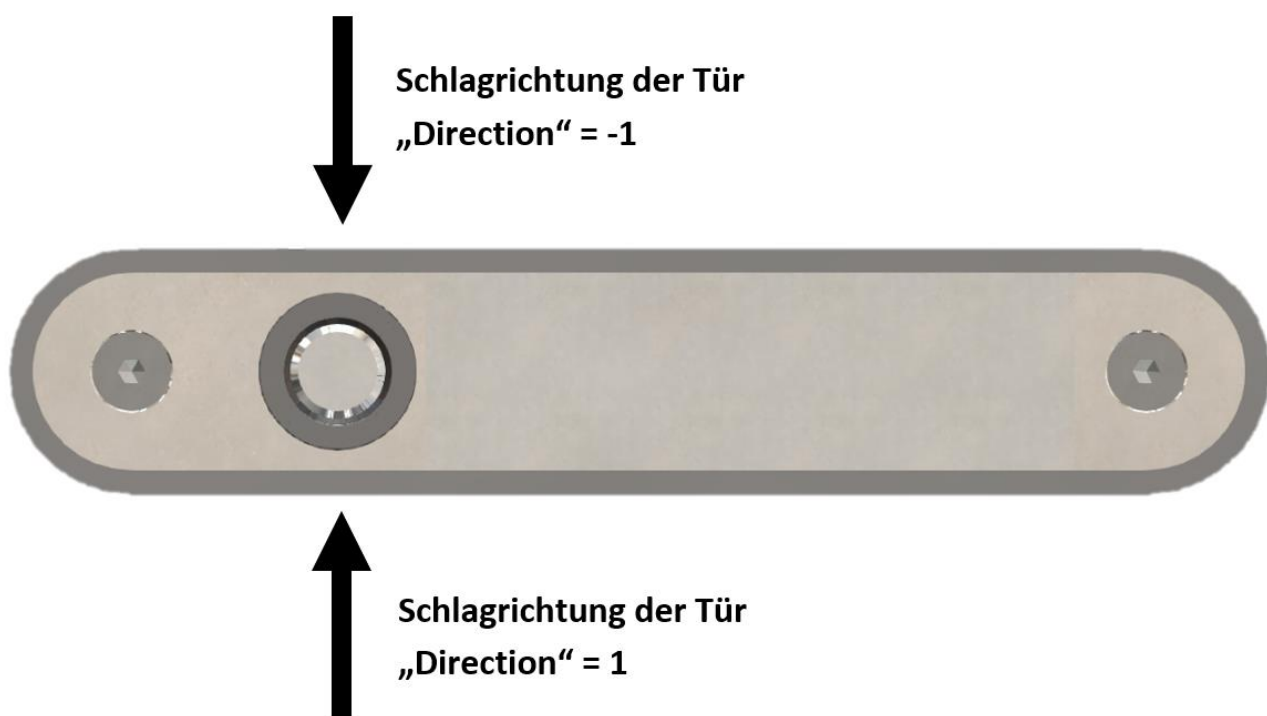 Schlagrichtung der Tür
„Direction“ = -1
Schlagrichtung der Tür
„Direction“ = 1